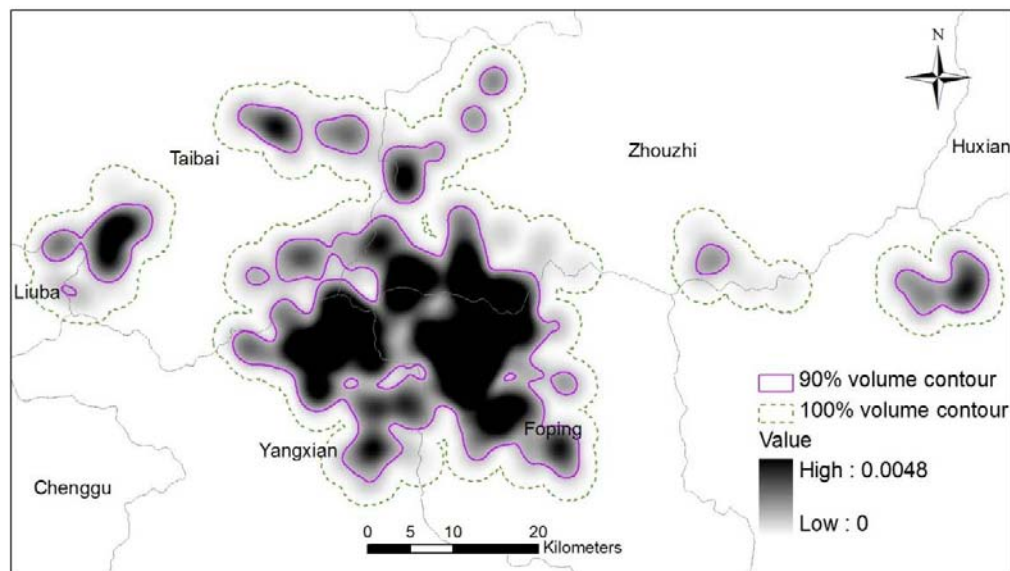 N
Taibai
Zhouzhi
Huxian
Liuba
90% volume contour
100% volume contour
Foping
Value
Yangxian
High : 0.0048
Chenggu
Low : 0
0 5 10 20
Kilometers